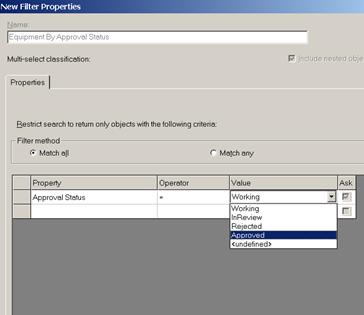 New Filter Properties
Name:
Equipment By Approval Status
Multi-select classification:
Include nested obje
Properties
Restrict search to return only objects with the following criteria:
Filter method
Match all
Match any
Property Operator Value Ask
Approval Status = Working
Working
InReview
Rejected
Approved
<undefined>